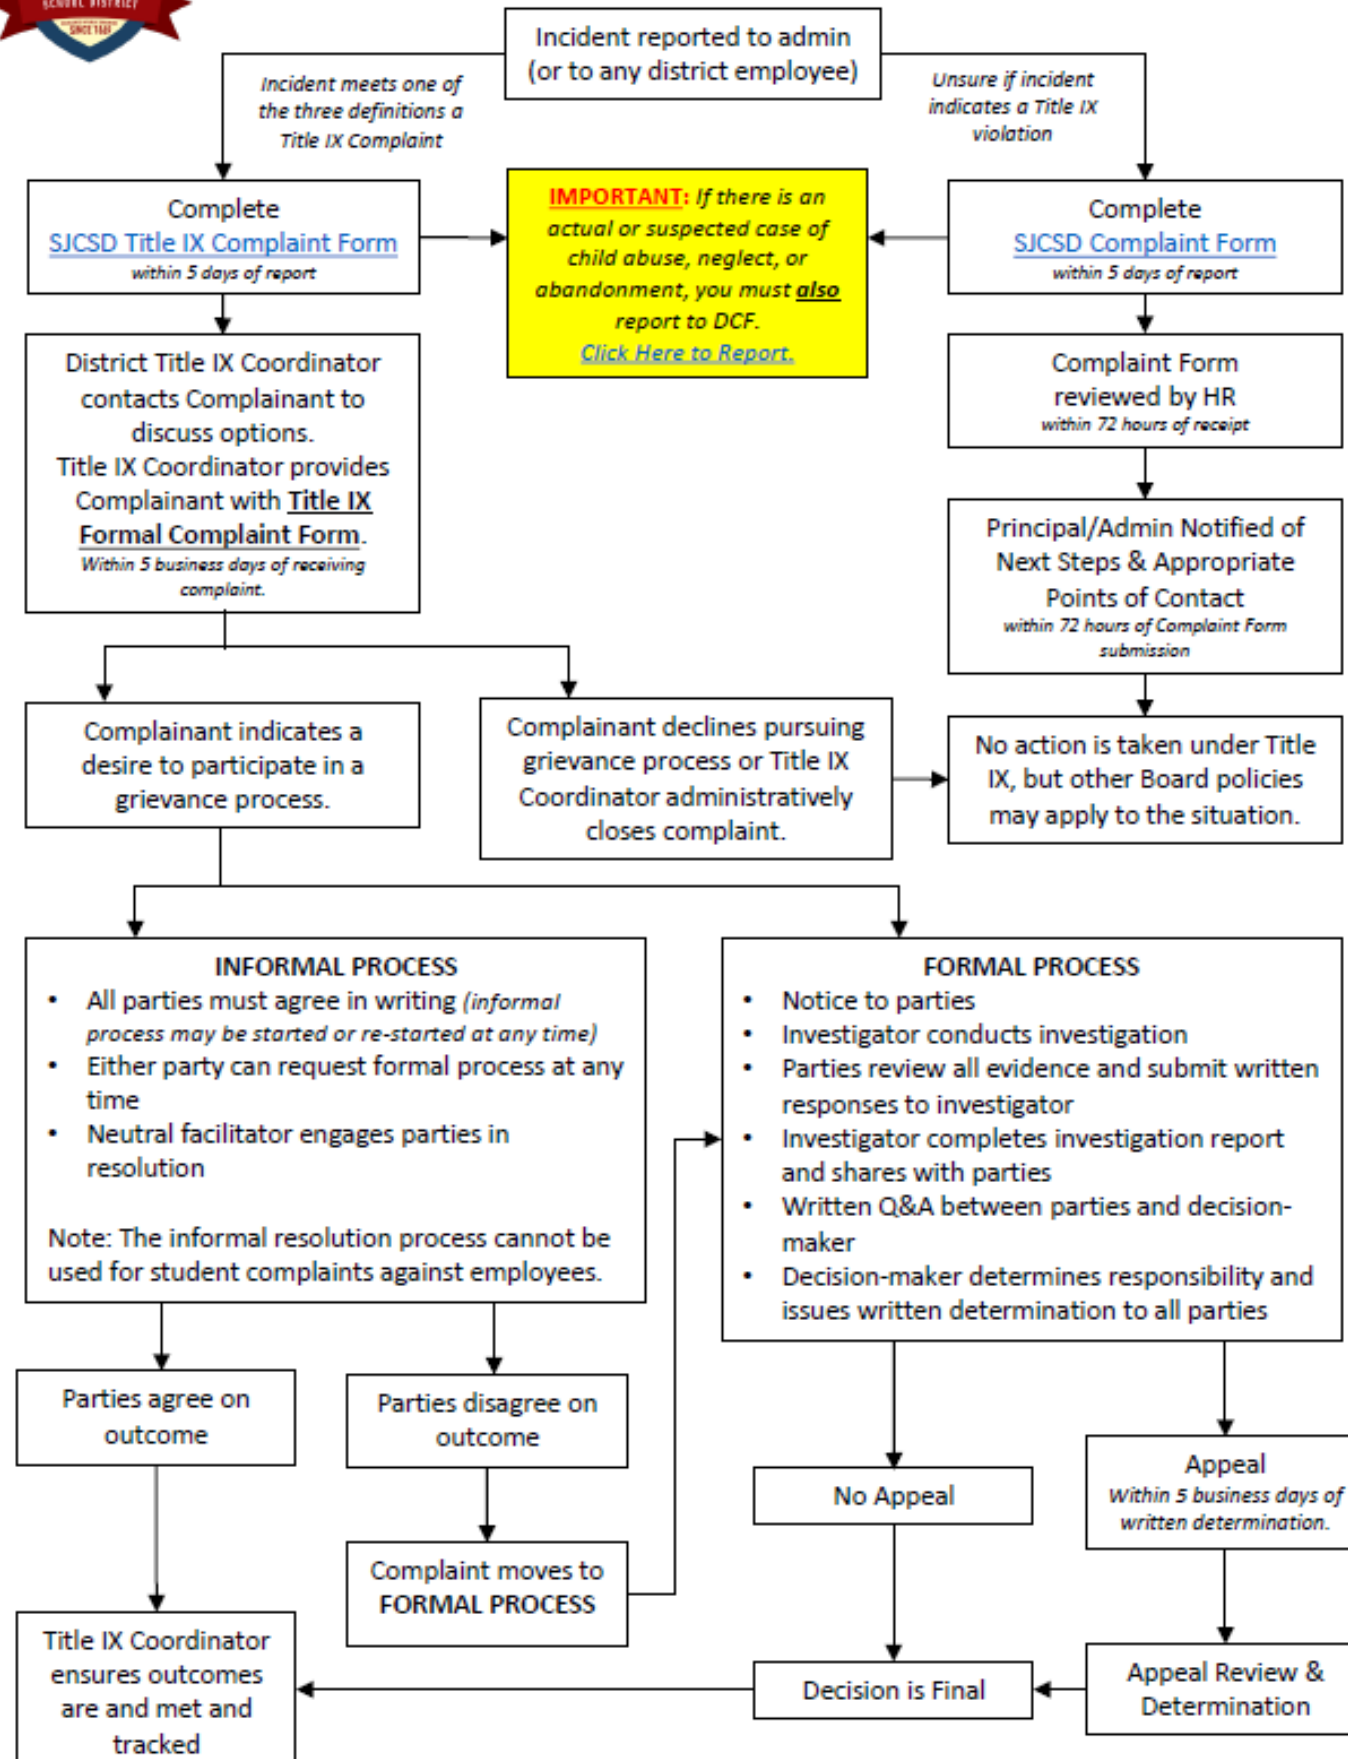 SCHOOL DISTRICT
SINCE 1869
Incident reported to admin
(or to any district employee)
Incident meets one of
the three definitions a
Title IX Complaint
Unsure if incident
indicates a Title IX
violation
Complete
SJCSD Title IX Complaint Form
within 5 days of report
IMPORTANT: If there is an
actual or suspected case of
child abuse, neglect, or
abandonment, you must also
report to DCF.
Click Here to Report.
Complete
SJCSD Complaint Form
within 5 days of report
District Title IX Coordinator
contacts Complainant to
discuss options.
Title IX Coordinator provides
Complainant with Title IX
Formal Complaint Form.
Within 5 business days of receiving
complaint.
Complaint Form
reviewed by HR
within 72 hours of receipt
Principal/Admin Notified of
Next Steps & Appropriate
Points of Contact
within 72 hours of Complaint Form
submission
Complainant indicates a
desire to participate in a
grievance process.
Complainant declines pursuing
grievance process or Title IX
Coordinator administratively
closes complaint.
No action is taken under Title
IX, but other Board policies
may apply to the situation.
INFORMAL PROCESS
• All parties must agree in writing (informal
process may be started or re-started at any time)
• Either party can request formal process at any
time
• Neutral facilitator engages parties in
resolution
Note: The informal resolution process cannot be
used for student complaints against employees.
FORMAL PROCESS
• Notice to parties
• Investigator conducts investigation
• Parties review all evidence and submit written
responses to investigator
• Investigator completes investigation report
and shares with parties
• Written Q&A between parties and decision-
maker
• Decision-maker determines responsibility and
issues written determination to all parties
Parties agree on
outcome
Parties disagree on
outcome
No Appeal
Appeal
Within 5 business days of
written determination.
Complaint moves to
FORMAL PROCESS
Title IX Coordinator
ensures outcomes
are and met and
tracked
Decision is Final
Appeal Review &
Determination